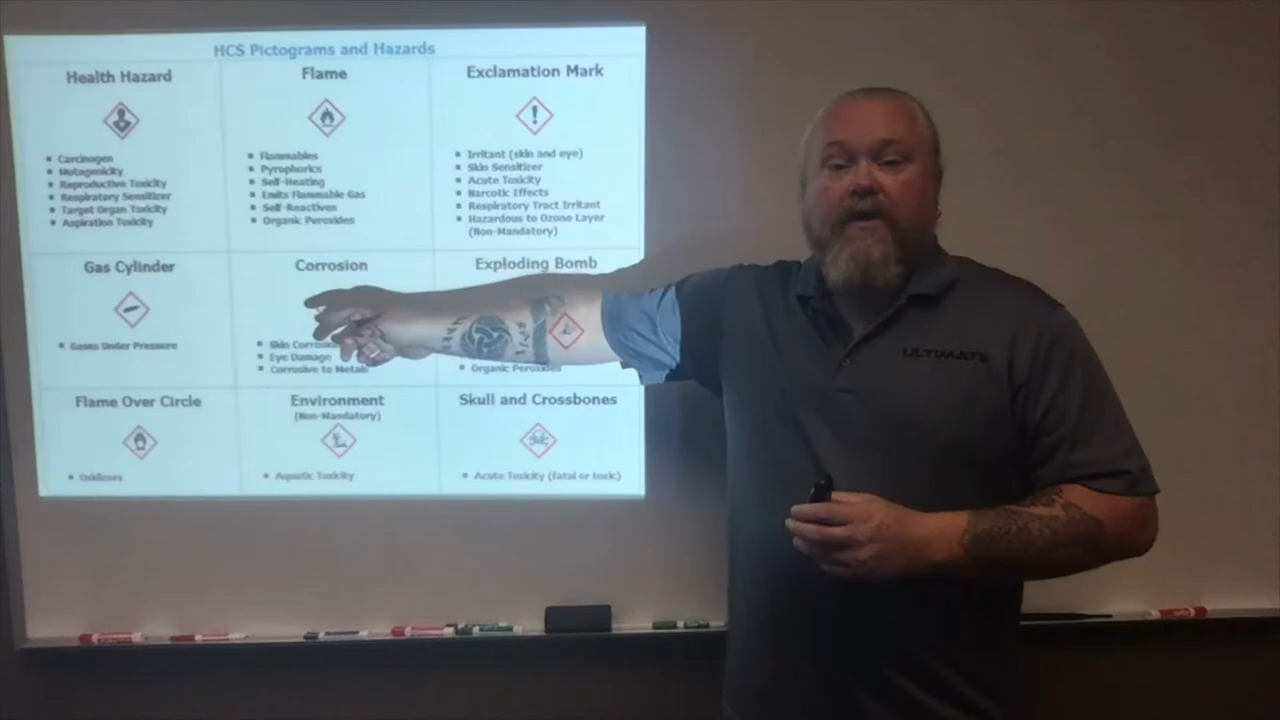 HCS Pictograms and Hazards
Health Hazard
Carcinogen
Mutagenicity
Reproductive Toxicity
Respiratory Sensitizer
Target Organ Toxicity
Aspiration Toxicity
Flame
Flammables
Pyrophorics
Self-Heating
Emits Flammable Gas
Self-Reactives
Organic Peroxides
Exclamation Mark
Irritant (skin and eye)
Skin Sensitizer
Acute Toxicity
Narcotic Effects
Respiratory Tract Irritant
Hazardous to Ozone Layer
(Non-Mandatory)
Gas Cylinder
Gases Under Pressure
Corrosion
Skin
Eye Damage
Corrosive to Metals
Exploding Bomb
Organic Peroxides
Flame Over Circle
Oxidizers
Environment
(Non-Mandatory)
Aquatic Toxicity
Skull and Crossbones
Acute Toxicity (fatal or toxic)
ULTIMATE